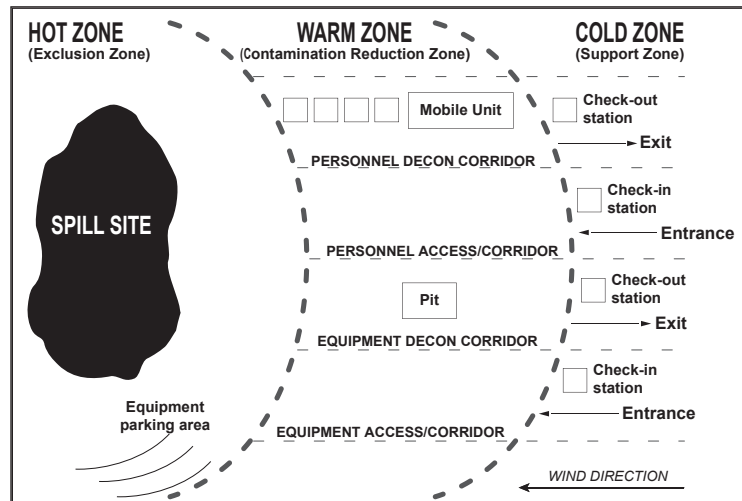 HOT ZONE
(Exclusion Zone)
WARM ZONE
(Contamination Reduction Zone)
COLD ZONE
(Support Zone)
Mobile Unit
Check-out
station
Exit
PERSONNEL DECON CORRIDOR
Check-in
station
SPILL SITE
Entrance
PERSONNEL ACCESS/CORRIDOR
Check-out
station
Pit
Exit
EQUIPMENT DECON CORRIDOR
Check-in
station
Equipment
parking area
Entrance
EQUIPMENT ACCESS/CORRIDOR
WIND DIRECTION